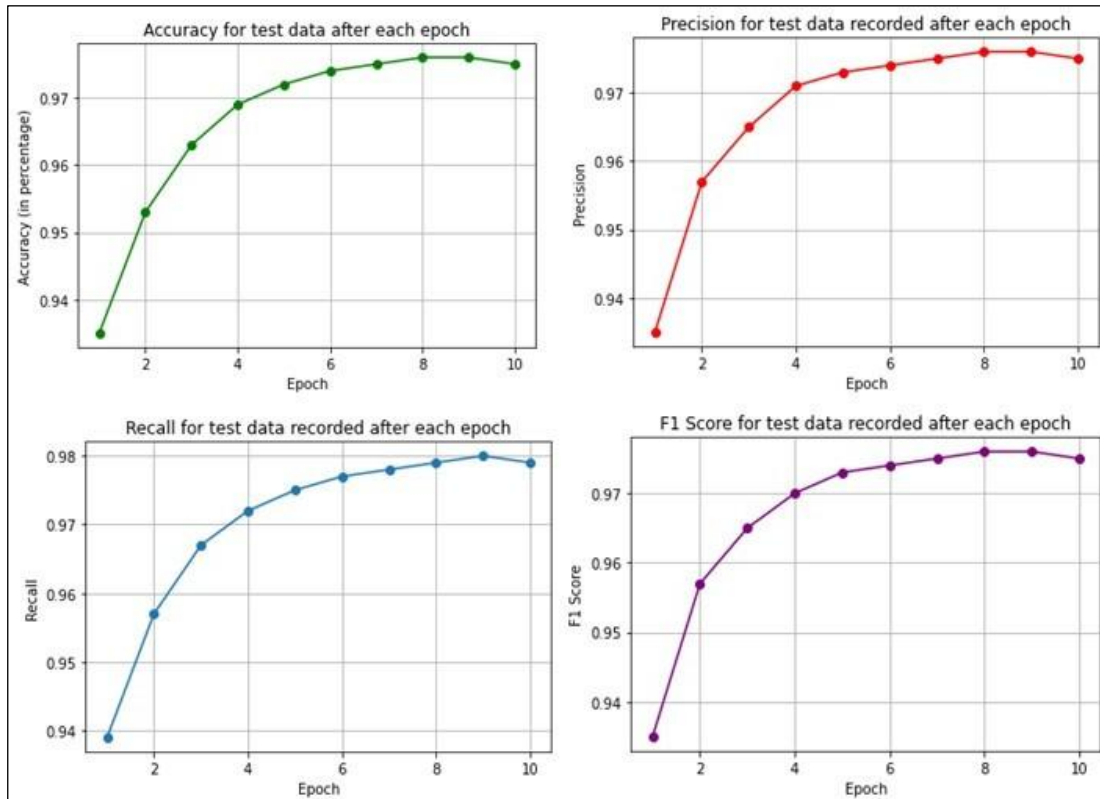 Accuracy for test data after each epoch
0.97
0.96
0.95
0.94
Accuracy (in percentage)
2 4 6 8 10
Epoch
Precision for test data recorded after each epoch
0.97
0.96
0.95
0.94
Precision
2 4 6 8 10
Epoch
Recall for test data recorded after each epoch
0.98
0.97
0.96
0.95
0.94
Recall
2 4 6 8 10
Epoch
F1 Score for test data recorded after each epoch
0.97
0.96
0.95
0.94
F1 Score
2 4 6 8 10
Epoch